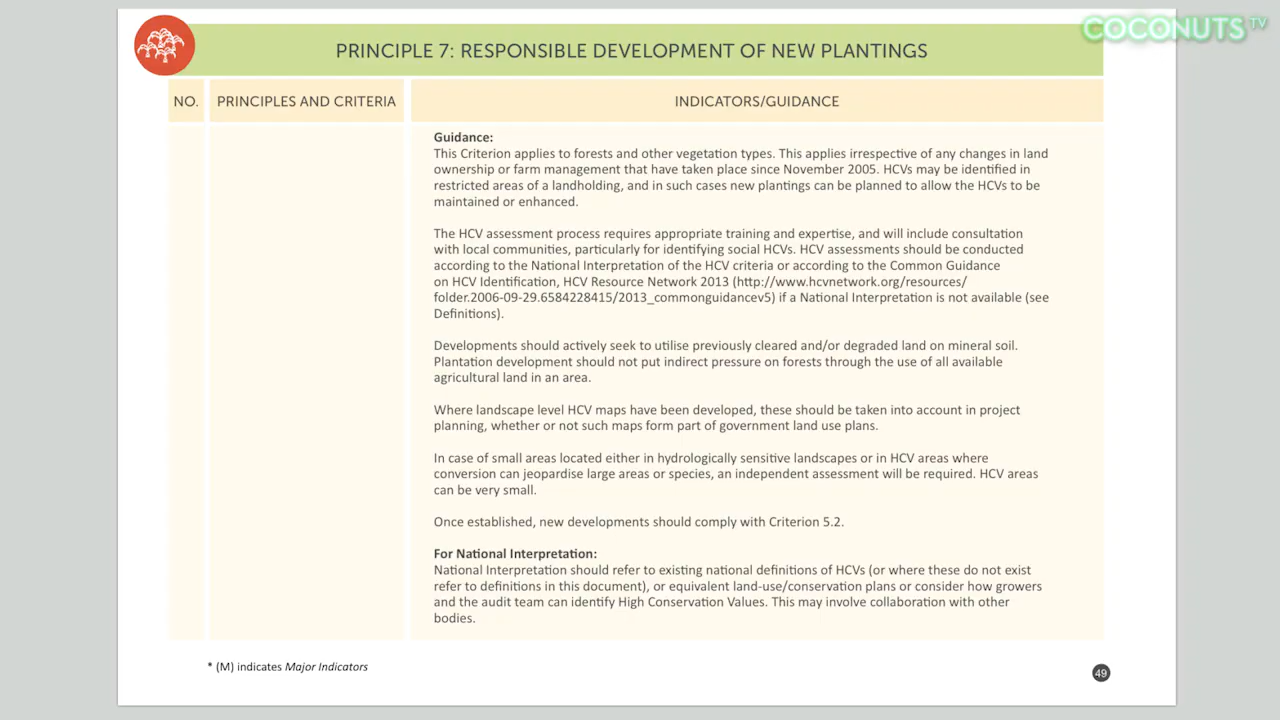 COCONUTS TV
PRINCIPLE 7: RESPONSIBLE DEVELOPMENT OF NEW PLANTINGS
NO.
PRINCIPLES AND CRITERIA
INDICATORS/GUIDANCE
Guidance:
This Criterion applies to forests and other vegetation types. This applies irrespective of any changes in land
ownership or farm management that have taken place since November 2005. HCVs may be identified in
restricted areas of a landholding, and in such cases new plantings can be planned to allow the HCVs to be
maintained or enhanced.
The HCV assessment process requires appropriate training and expertise, and will include consultation
with local communities, particularly for identifying social HCVs. HCV assessments should be conducted
according to the National Interpretation of the HCV criteria or according to the Common Guidance
on HCV Identification, HCV Resource Network 2013 (http://www.hcvnetwork.org/resources/
folder.2006-09-29.6584228415/2013_commonguidancev5) if a National Interpretation is not available (see
Definitions).
Developments should actively seek to utilise previously cleared and/or degraded land on mineral soil.
Plantation development should not put indirect pressure on forests through the use of all available
agricultural land in an area.
Where landscape level HCV maps have been developed, these should be taken into account in project
planning, whether or not such maps form part of government land use plans.
In case of small areas located either in hydrologically sensitive landscapes or in HCV areas where
conversion can jeopardise large areas or species, an independent assessment will be required. HCV areas
can be very small.
Once established, new developments should comply with Criterion 5.2.
For National Interpretation:
National Interpretation should refer to existing national definitions of HCVs (or where these do not exist
refer to definitions in this document), or equivalent land-use/conservation plans or consider how growers
and the audit team can identify High Conservation Values. This may involve collaboration with other
bodies.
* (M) indicates Major Indicators
49